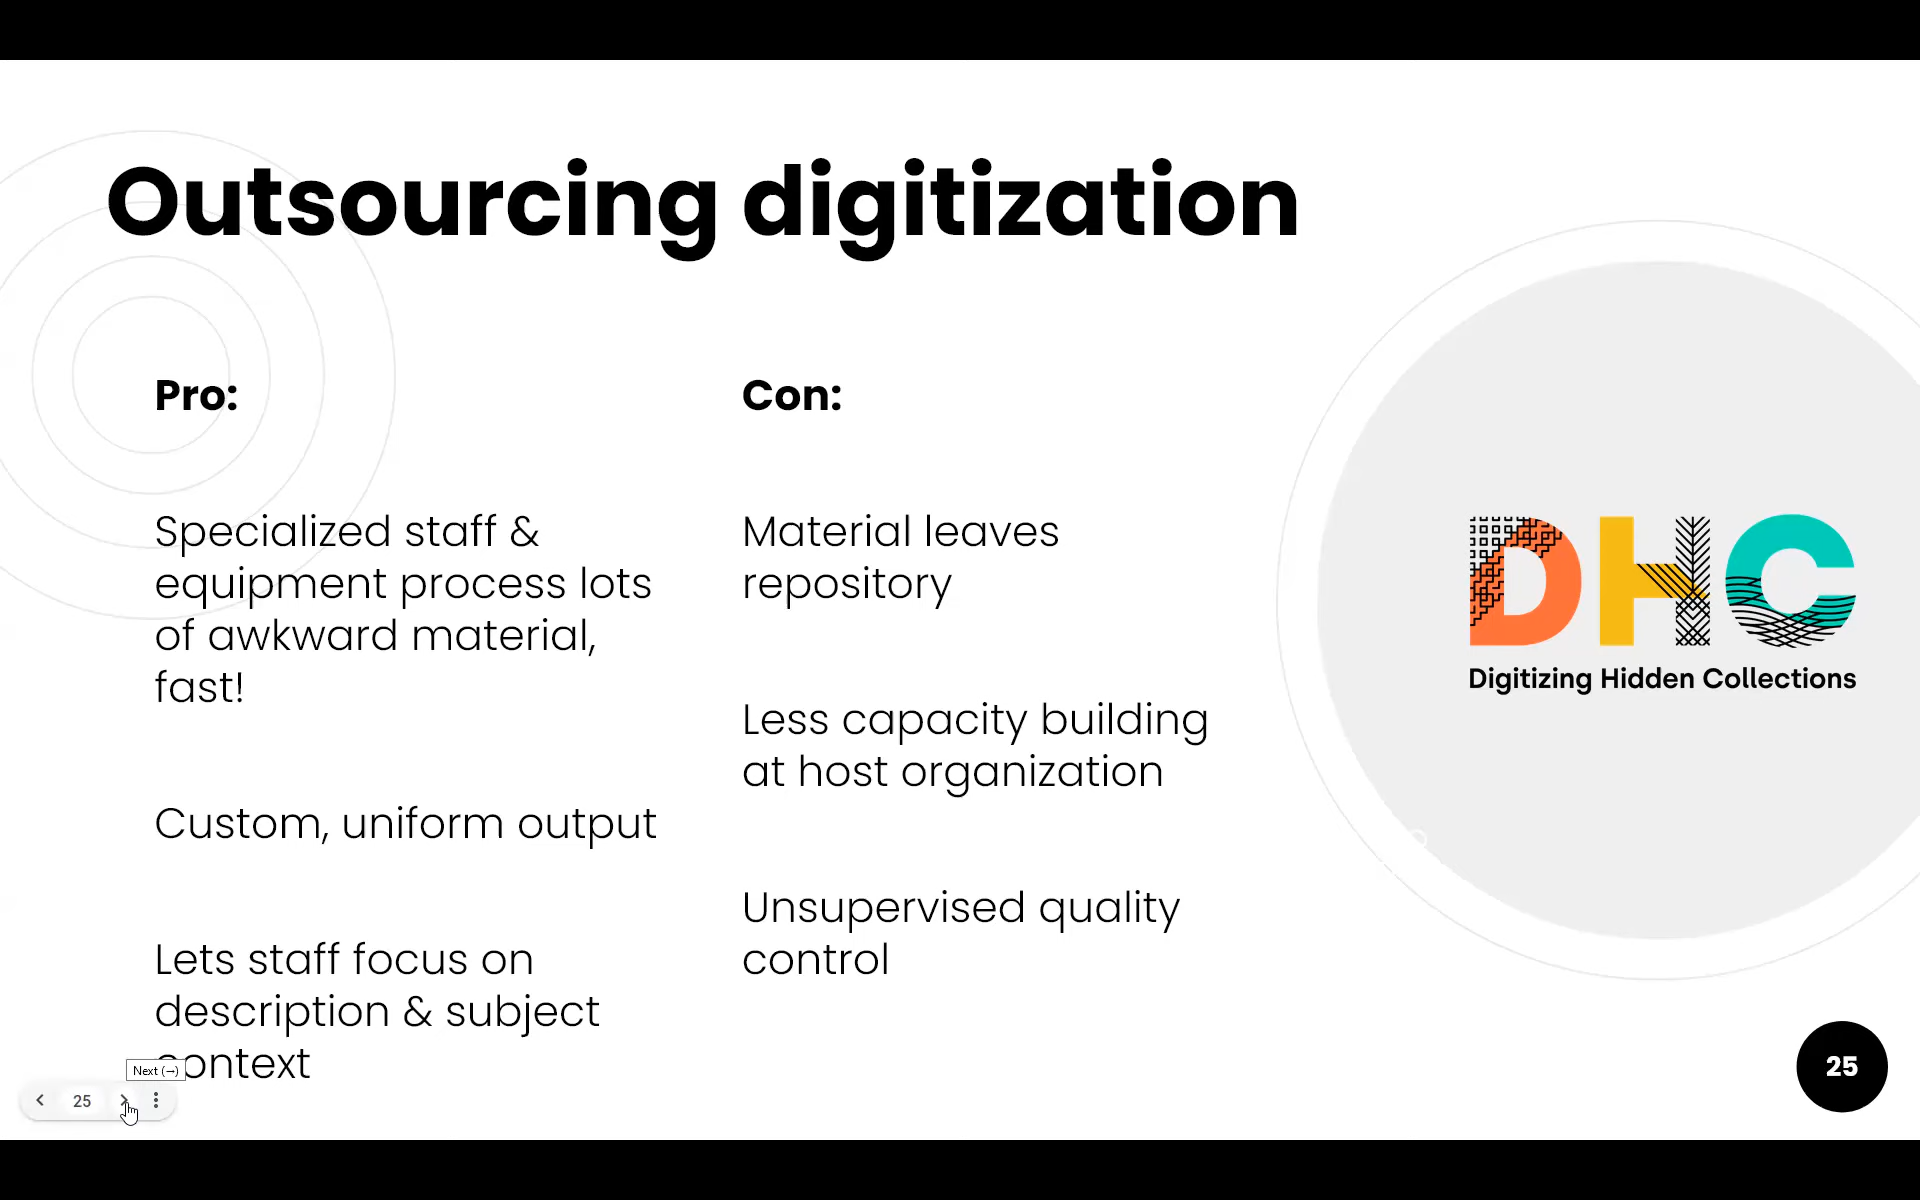 Outsourcing digitization
Pro:
Specialized staff &
equipment process lots
of awkward material,
fast!
Custom, uniform output
Lets staff focus on
description & subject
context
Con:
Material leaves
repository
Less capacity building
at host organization
Unsupervised quality
control
DHC
Digitizing Hidden Collections
25
Next (→)
25